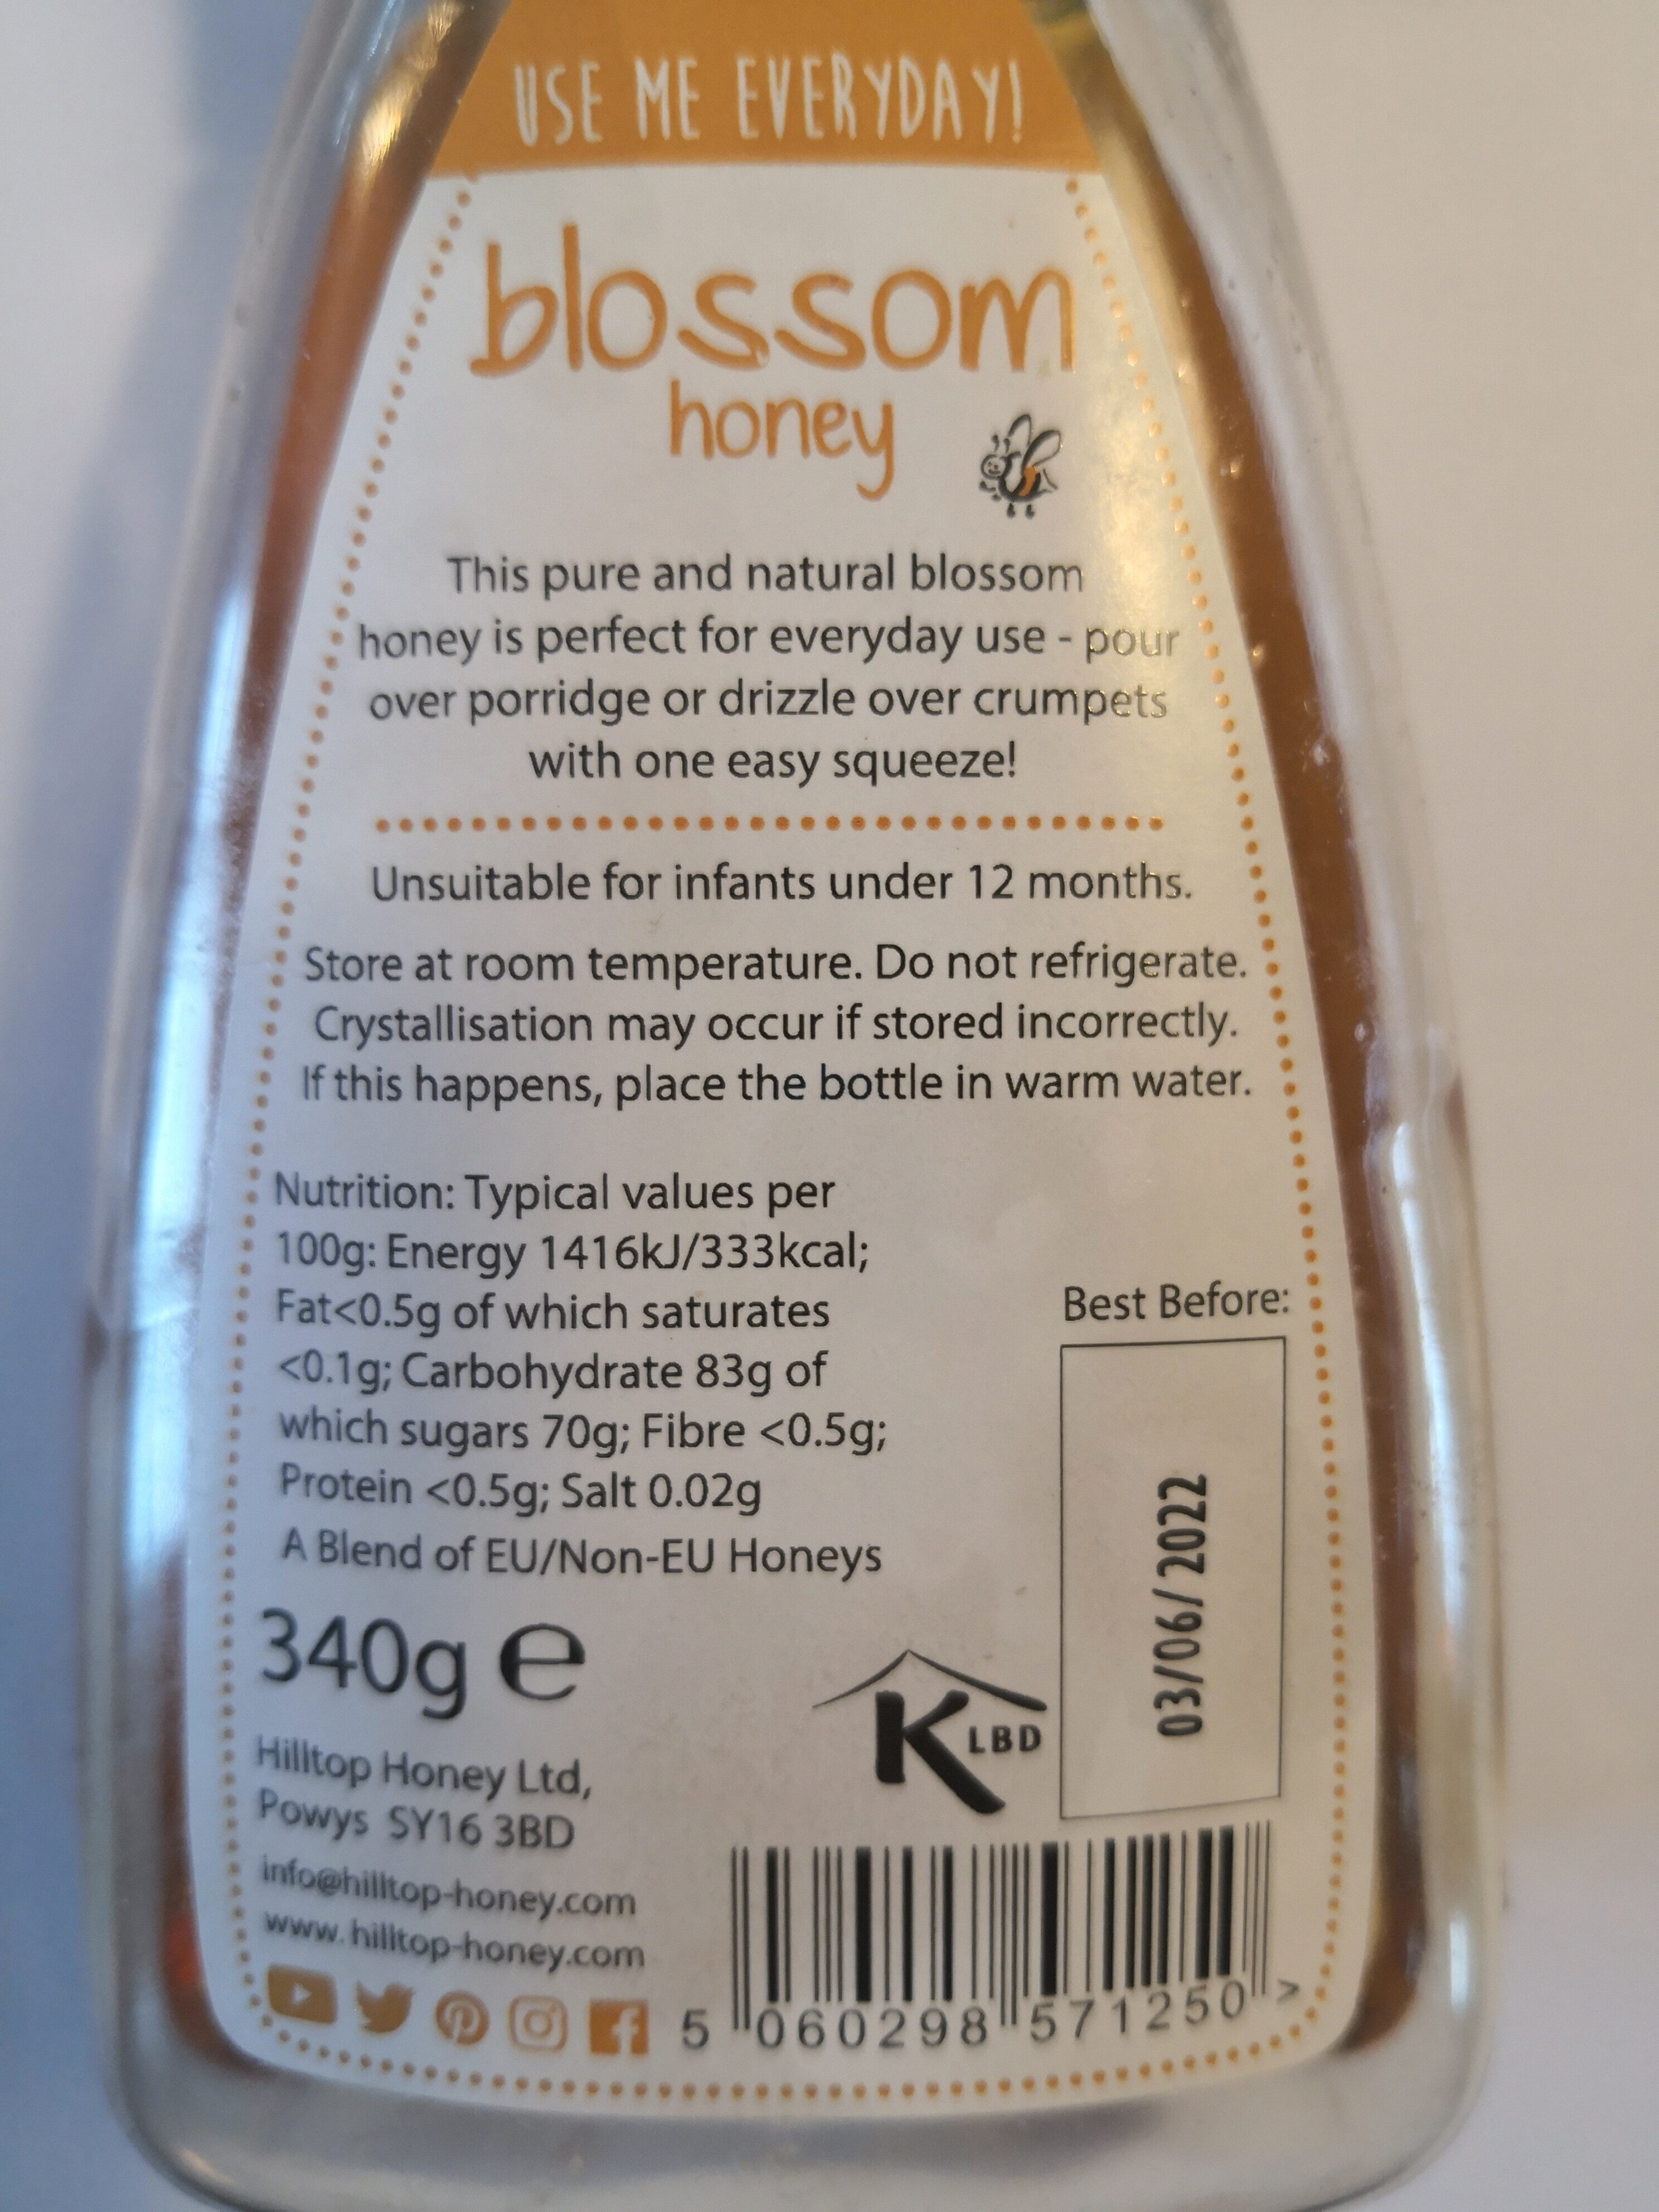 USE ME EVERYDAY!
blossom
honey
This pure and natural blossom
honey is perfect for everyday use - pour
over porridge or drizzle over crumpets
with one easy squeeze!
Unsuitable for infants under 12 months.
Store at room temperature. Do not refrigerate.
Crystallisation may occur if stored incorrectly.
If this happens, place the bottle in warm water.
Nutrition: Typical values per
100g: Energy 1416kJ/333kcal;
Fat<0.5g of which saturates
<0.1g; Carbohydrate 83g of
which sugars 70g; Fibre <0.5g;
Protein <0.5g; Salt 0.02g
A Blend of EU/Non-EU Honeys
Best Before:
03/06/2022
340g e
K LBD
Hilltop Honey Ltd,
Powys SY16 3BD
info@hilltop-honey.com
www.hilltop-honey.com
5 060298 571250 >